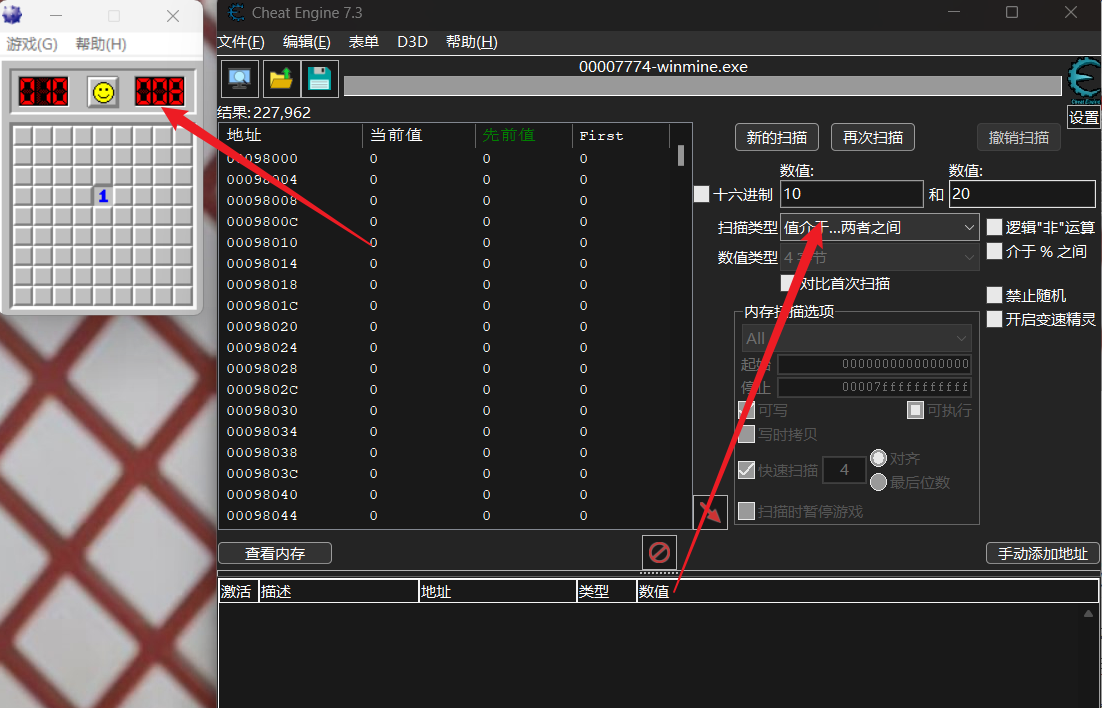 Cheat Engine 7.3
游戏(G) 帮助(H)
文件(F) 编辑(E) 表单 D3D 帮助(H)
010
00007774-winmine.exe
Cheat Engine
设置
结果: 227,962
地址 当前值 先前值 First
00098000 0 0 0
00098004 0 0 0
00098008 0 0 0
0009800C 0 0 0
00098010 0 0 0
00098014 0 0 0
00098018 0 0 0
0009801C 0 0 0
00098020 0 0 0
00098024 0 0 0
00098028 0 0 0
0009802C 0 0 0
00098030 0 0 0
00098034 0 0 0
00098038 0 0 0
0009803C 0 0 0
00098040 0 0 0
00098044 0 0 0
1
新的扫描 再次扫描 撤销扫描
数值: 数值:
十六进制 10 和 20
扫描类型 值介于...两者之间 逻辑"非"运算
数值类型 4 字节 介于 % 之间
对比首次扫描
禁止随机
开启变速精灵
内存扫描选项
All
起始 0000000000000000
停止 00007fffffffffff
可写 可执行
写时拷贝
快速扫描 4 对齐
最后位数
扫描时暂停游戏
查看内存 手动添加地址
激活 描述 地址 类型 数值